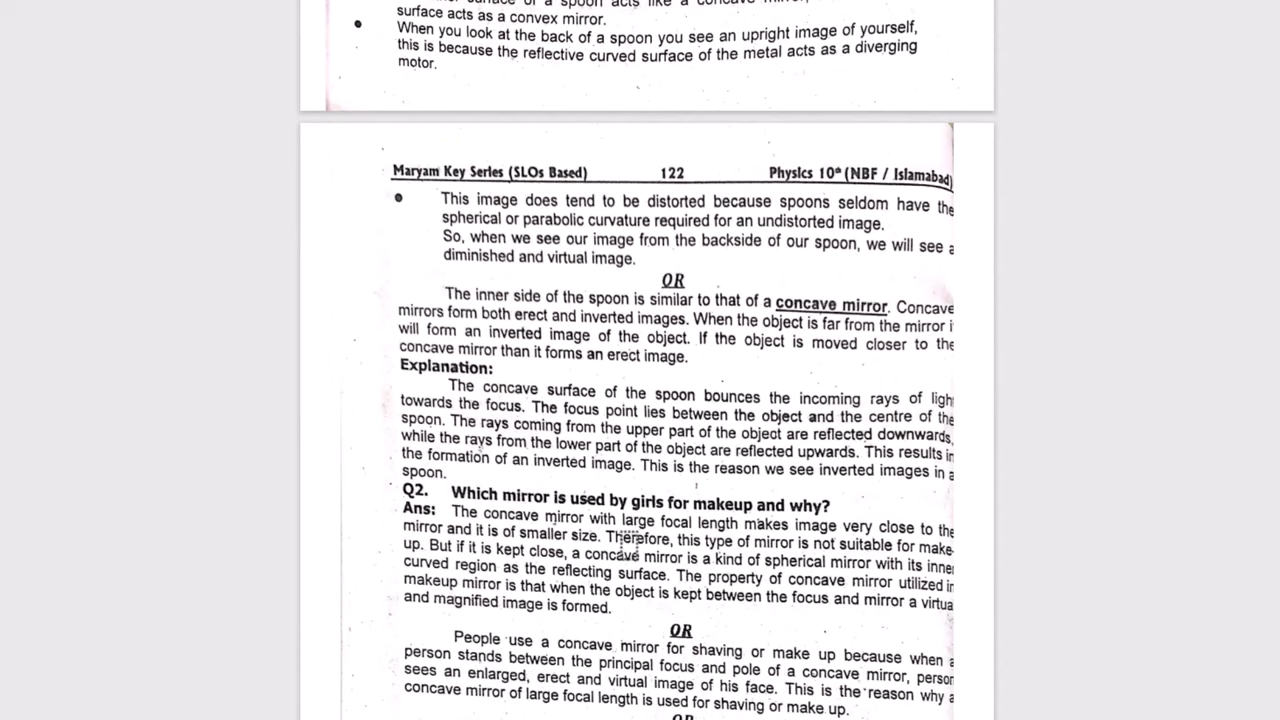 surface acts as a convex mirror.
• When you look at the back of a spoon you see an upright image of yourself,
this is because the reflective curved surface of the metal acts as a diverging
motor.
Maryam Key Series (SLOs Based) 122 Physics 10th (NBF / Islamabad)
• This image does tend to be distorted because spoons seldom have the
spherical or parabolic curvature required for an undistorted image.
So, when we see our image from the backside of our spoon, we will see a
diminished and virtual image.
OR
The inner side of the spoon is similar to that of a concave mirror. Concave
mirrors form both erect and inverted images. When the object is far from the mirror i
will form an inverted image of the object. If the object is moved closer to the
concave mirror than it forms an erect image.
Explanation:
The concave surface of the spoon bounces the incoming rays of ligh
towards the focus. The focus point lies between the object and the centre of the
spoon. The rays coming from the upper part of the object are reflected downwards,
while the rays from the lower part of the object are reflected upwards. This results in
the formation of an inverted image. This is the reason we see inverted images in a
spoon.
Q2. Which mirror is used by girls for makeup and why?
Ans: The concave mirror with large focal length makes image very close to the
mirror and it is of smaller size. Therefore, this type of mirror is not suitable for make-
up. But if it is kept close, a concave mirror is a kind of spherical mirror with its inner
curved region as the reflecting surface. The property of concave mirror utilized in
makeup mirror is that when the object is kept between the focus and mirror a virtua
and magnified image is formed.
OR
People use a concave mirror for shaving or make up because when a
person stands between the principal focus and pole of a concave mirror, person
sees an enlarged, erect and virtual image of his face. This is the reason why a
concave mirror of large focal length is used for shaving or make up.
OR